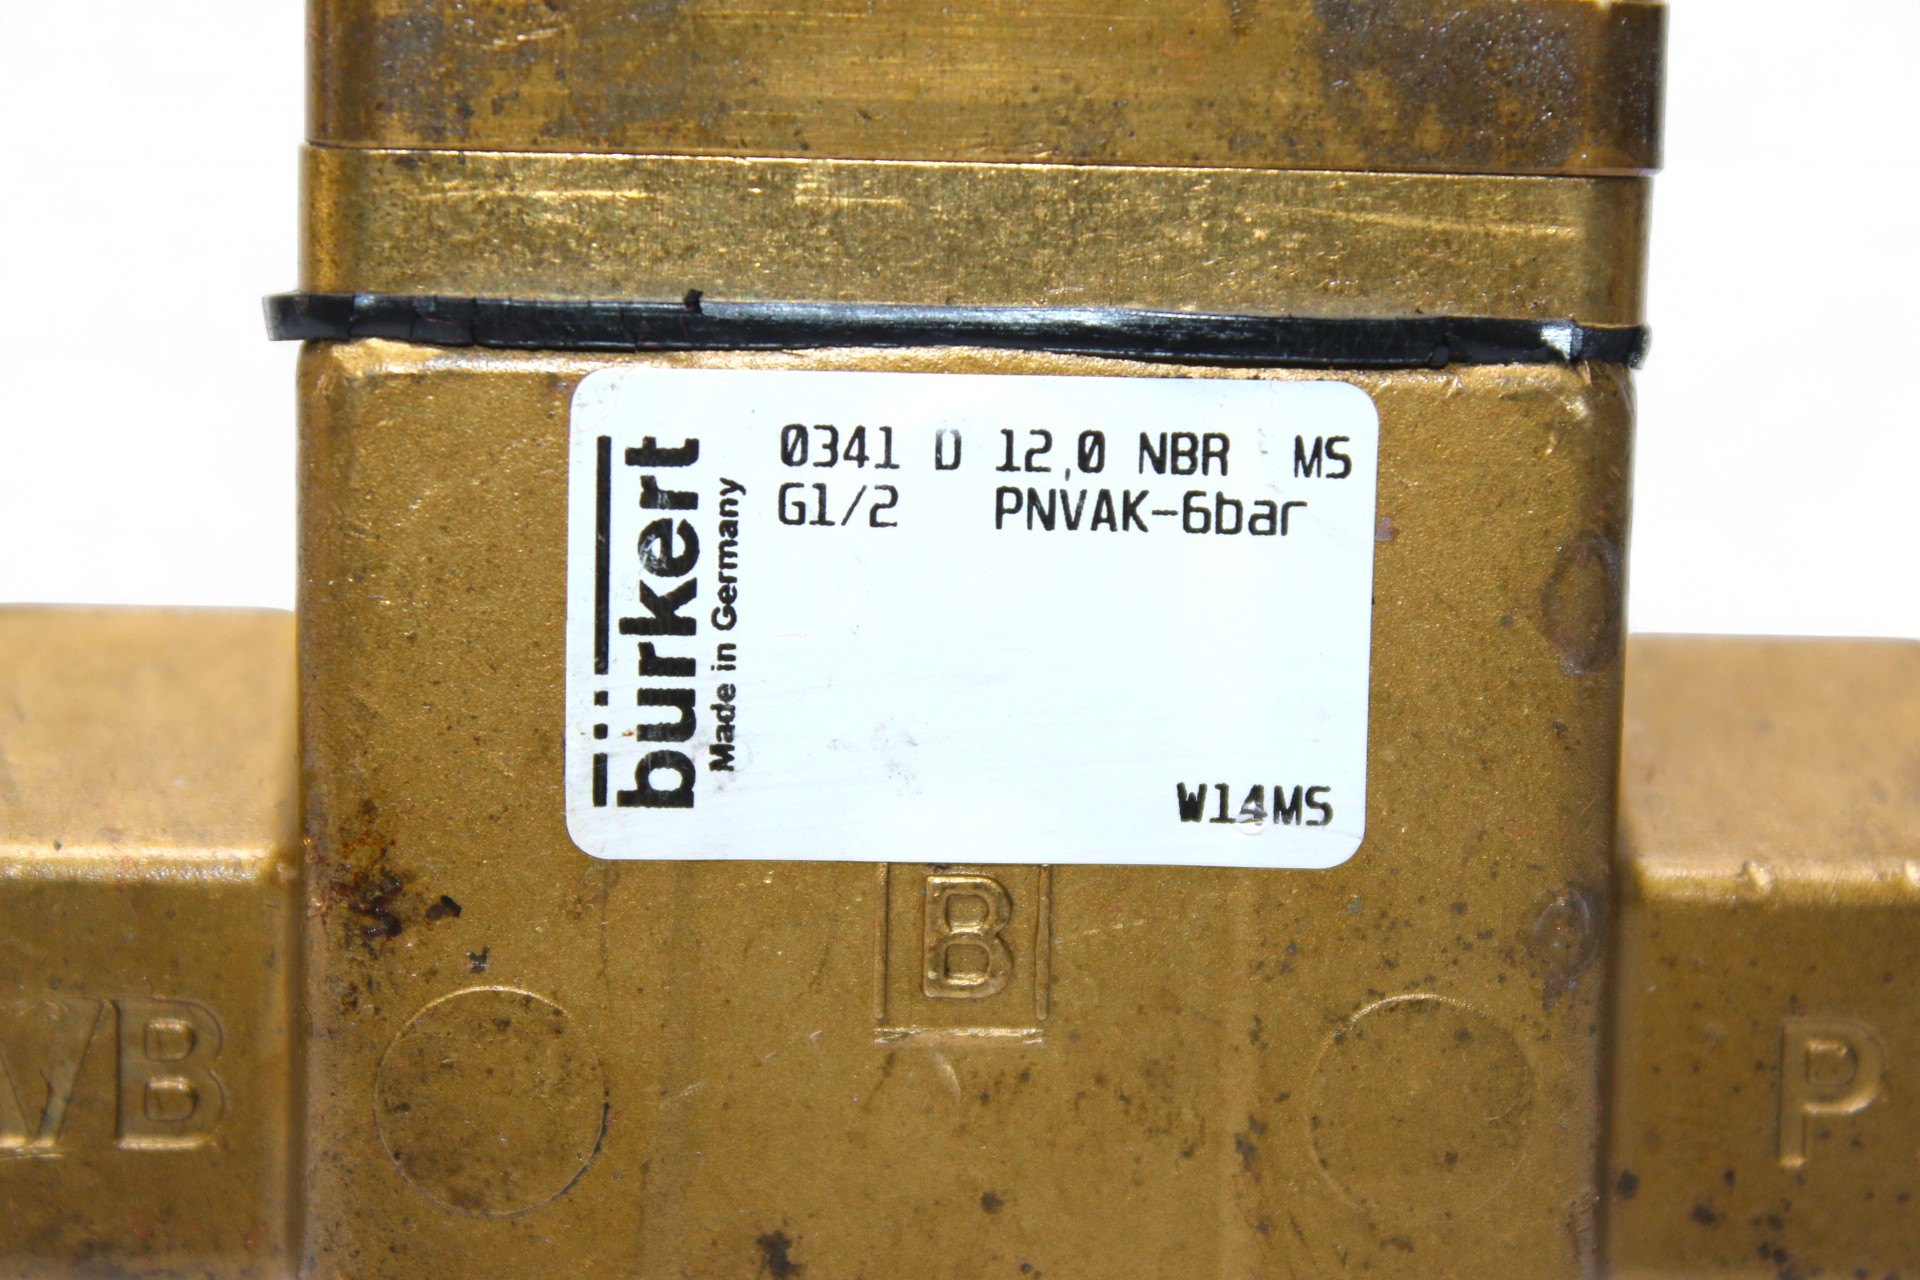 bürkert
Made in Germany
0341 D 12,0 NBR MS
G1/2 PNVAK-6bar
W14MS
B
VB
P